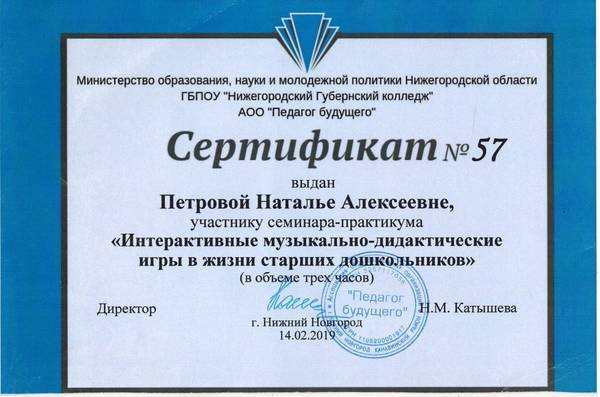 Министерство образования, науки и молодежной политики Нижегородской области
ГБПОУ "Нижегородский Губернский колледж"
АОО "Педагог будущего"
Сертификат № 57
выдан
Петровой Наталье Алексеевне,
участнику семинара-практикума
«Интерактивные музыкально-дидактические
игры в жизни старших дошкольников»
(в объеме трех часов)
Директор
"Педагог
будущего"
Н.М. Катышева
г. Нижний Новгород
14.02.2019